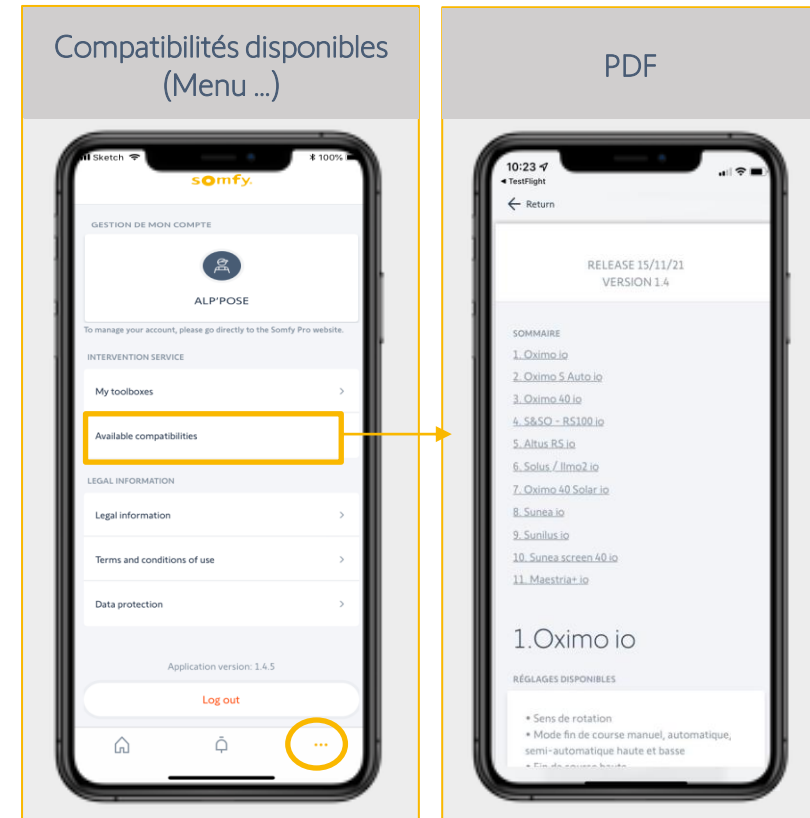 Compatibilités disponibles
(Menu ...)
Sketch
100%
somfy.
GESTION DE MON COMPTE
ALP'POSE
To manage your account, please go directly to the Somfy Pro website.
INTERVENTION SERVICE
My toolboxes
Available compatibilities
LEGAL INFORMATION
Legal information
Terms and conditions of use
Data protection
Application version: 1.4.5
Log out
PDF
10:23
TestFlight
Return
RELEASE 15/11/21
VERSION 1.4
SOMMAIRE
1. Oximo io
2. Oximo S Auto io
3. Oximo 40 io
4. S&SO - RS100 io
5. Altus RS io
6. Solus / Ilmo2 io
7. Oximo 40 Solar io
8. Sunea io
9. Sunilus io
10. Sunea screen 40 io
11. Maestria+ io
1.Oximo io
RÉGLAGES DISPONIBLES
• Sens de rotation
• Mode fin de course manuel, automatique,
semi-automatique haute et basse
• Fin de course haute